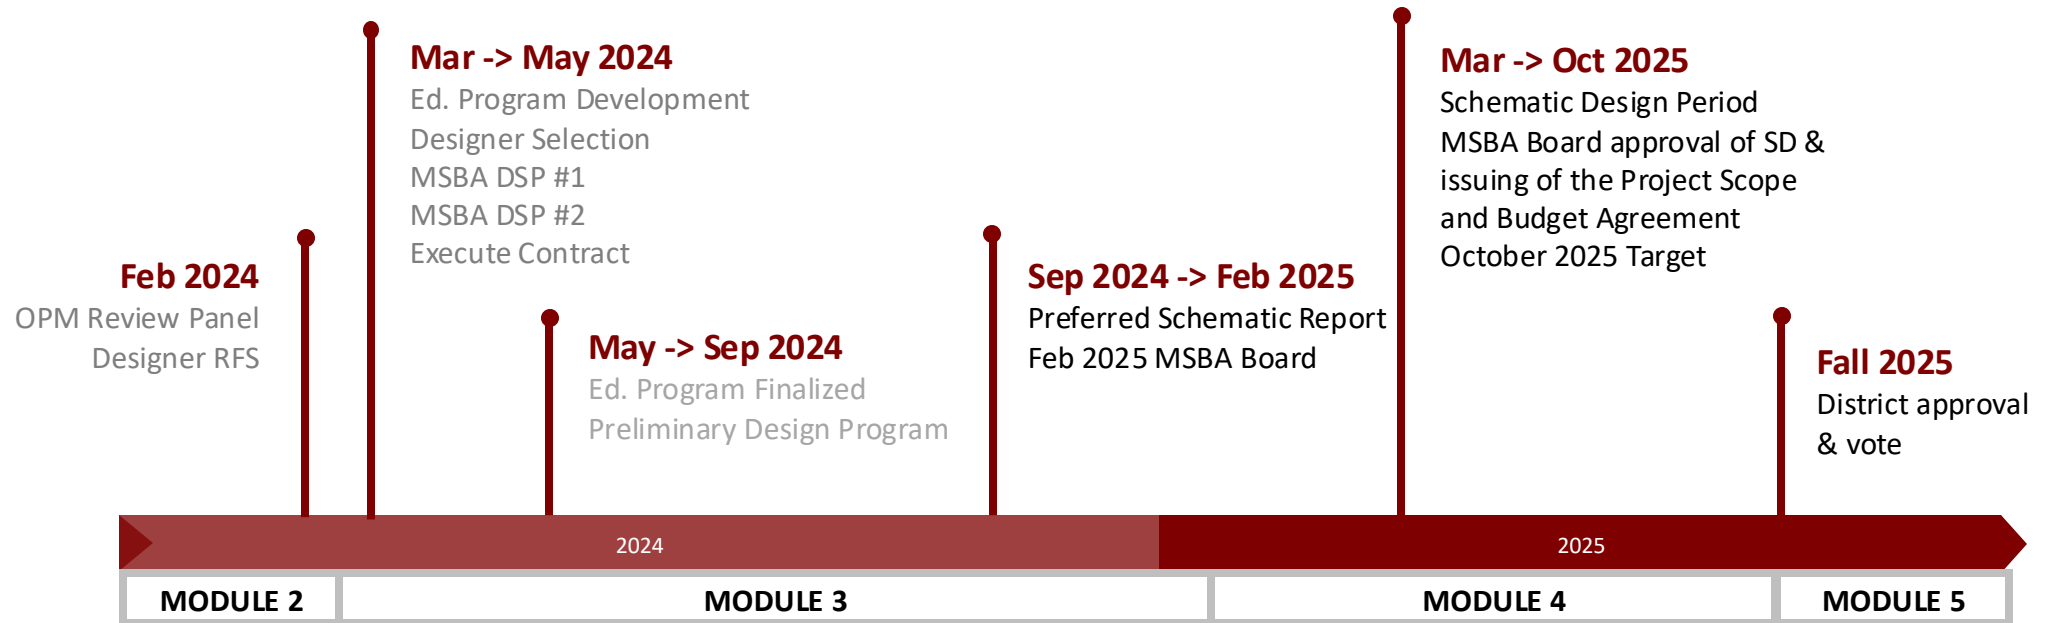 Feb 2024
OPM Review Panel
Designer RFS
Mar -> May 2024
Ed. Program Development
Designer Selection
MSBA DSP #1
MSBA DSP #2
Execute Contract
May -> Sep 2024
Ed. Program Finalized
Preliminary Design Program
Sep 2024 -> Feb 2025
Preferred Schematic Report
Feb 2025 MSBA Board
Mar -> Oct 2025
Schematic Design Period
MSBA Board approval of SD &
issuing of the Project Scope
and Budget Agreement
October 2025 Target
Fall 2025
District approval
& vote
2024
2025
MODULE 2
MODULE 3
MODULE 4
MODULE 5